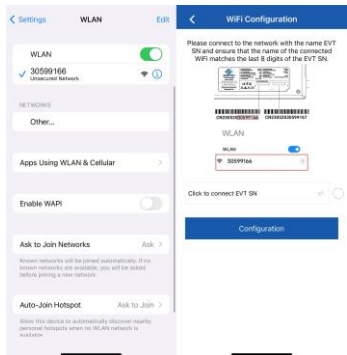 Settings
WLAN
Edit
WLAN
30599166
Unsecured Network
NETWORKS
Other...
Apps Using WLAN & Cellular
Enable WAPI
Ask to Join Networks
Ask
Known networks will be joined automatically. If no
known networks are available, you will be asked
before joining a new network.
Auto-Join Hotspot
Ask to Join
Allow this device to automatically discover nearby
personal hotspots when no WLAN network is
available.
WiFi Configuration
Please connect to the network with the name EVT
SN and ensure that the name of the connected
WiFi matches the last 8 digits of the EVT SN.
WLAN
WLAN
30599166
Click to connect EVT SN
Configuration